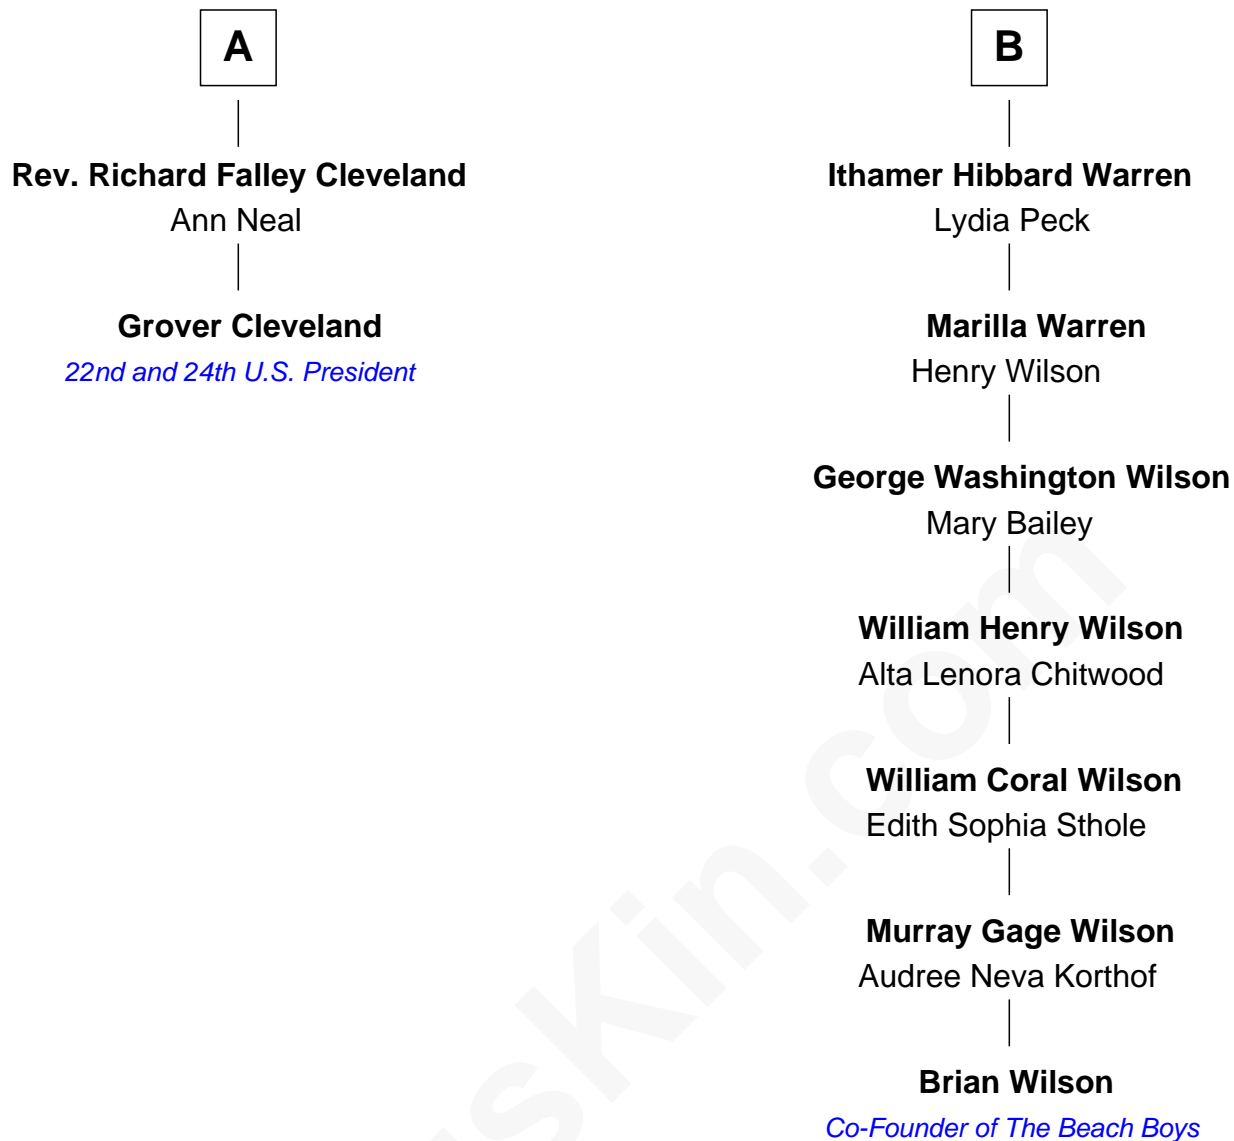 A
Rev. Richard Falley Cleveland
Ann Neal
Grover Cleveland
22nd and 24th U.S. President
B
Ithamer Hibbard Warren
Lydia Peck
Marilla Warren
Henry Wilson
George Washington Wilson
Mary Bailey
William Henry Wilson
Alta Lenora Chitwood
William Coral Wilson
Edith Sophia Sthole
Murray Gage Wilson
Audree Neva Korthof
Brian Wilson
Co-Founder of The Beach Boys
sKin.com